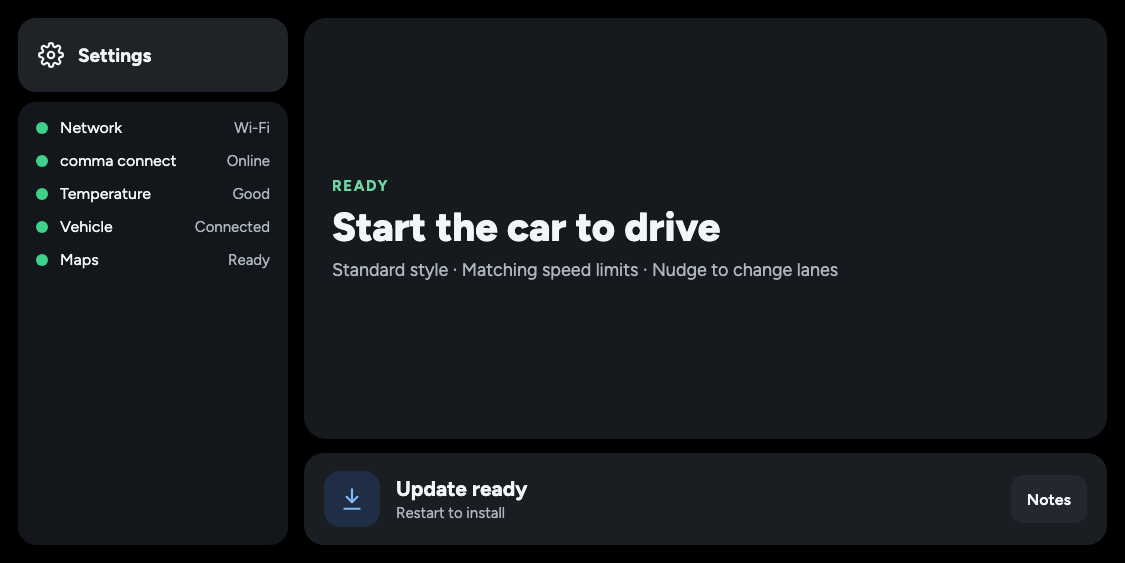 Settings
Network Wi-Fi
comma connect Online
Temperature Good
Vehicle Connected
Maps Ready
READY
Start the car to drive
Standard style · Matching speed limits · Nudge to change lanes
Update ready
Restart to install
Notes